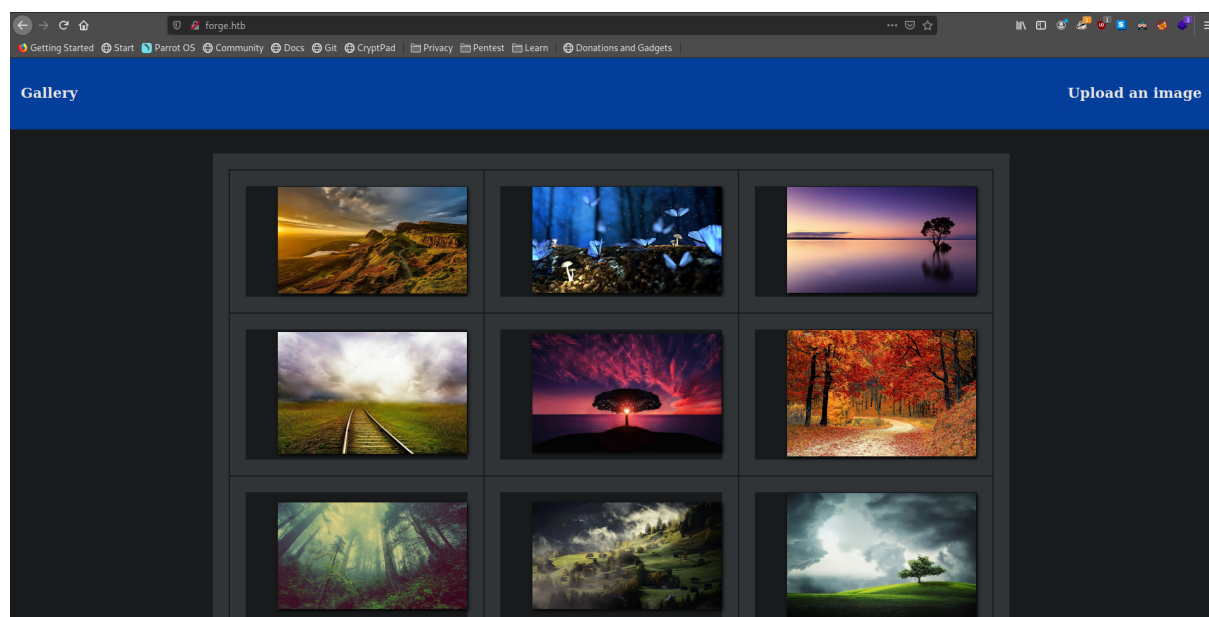 forge.htb
Getting Started Start Parrot OS Community Docs Git CryptPad Privacy Pentest Learn Donations and Gadgets
Gallery Upload an image